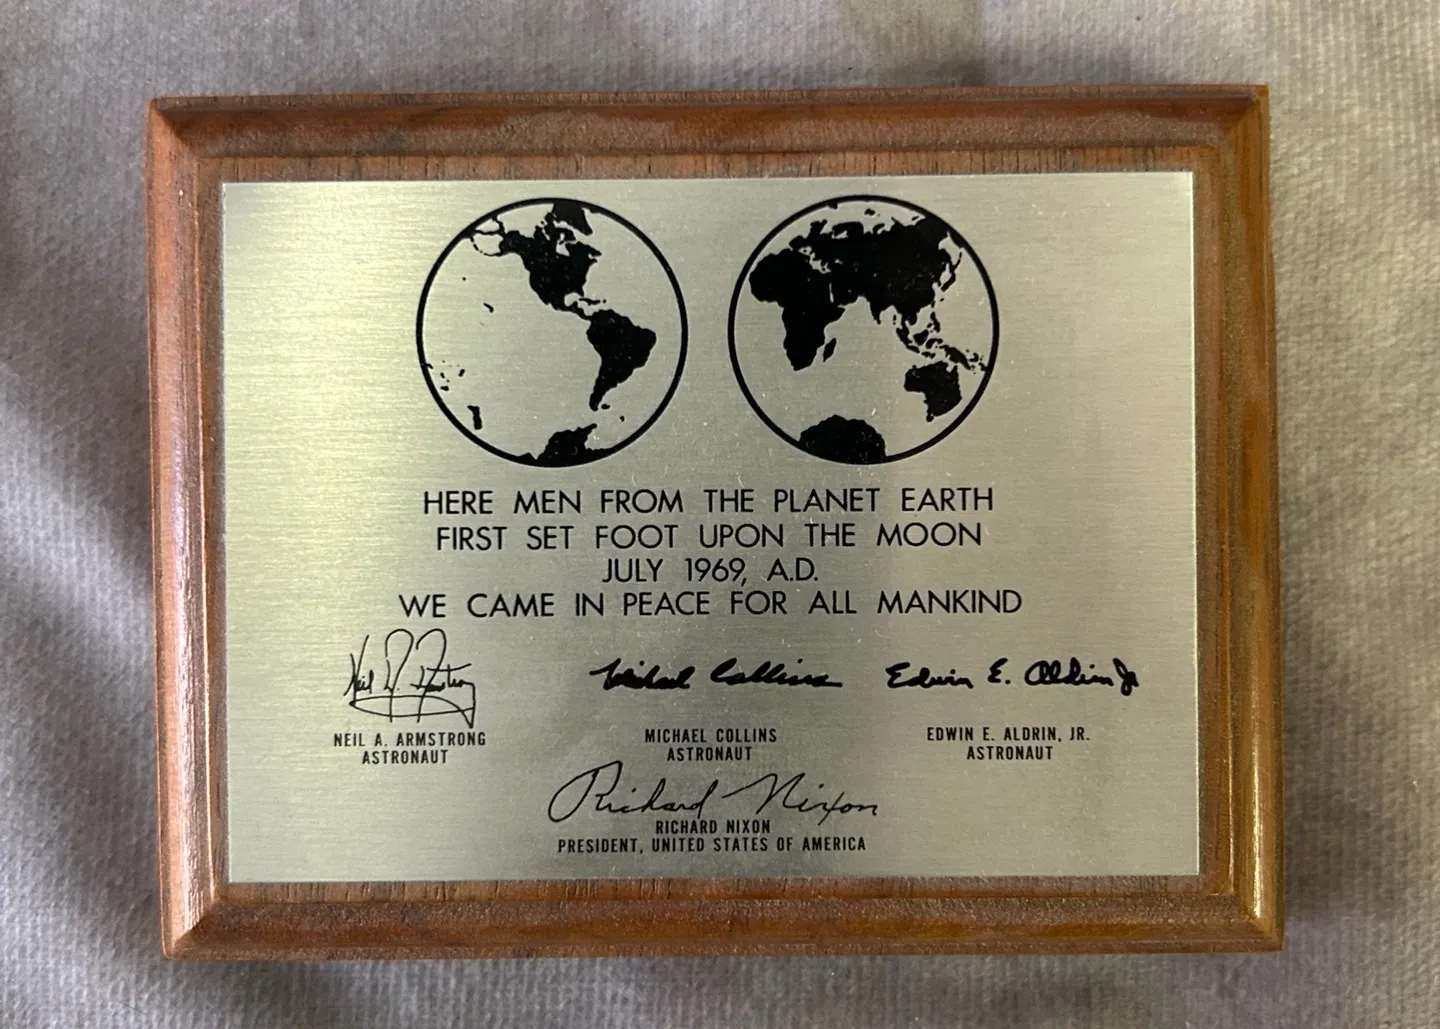 HERE MEN FROM THE PLANET EARTH
FIRST SET FOOT UPON THE MOON
JULY 1969, A.D.
WE CAME IN PEACE FOR ALL MANKIND
Neil A. Armstrong
Michael Collins
Edwin E. Aldrin Jr
NEIL A. ARMSTRONG
ASTRONAUT
MICHAEL COLLINS
ASTRONAUT
EDWIN E. ALDRIN, JR.
ASTRONAUT
Richard Nixon
RICHARD NIXON
PRESIDENT, UNITED STATES OF AMERICA